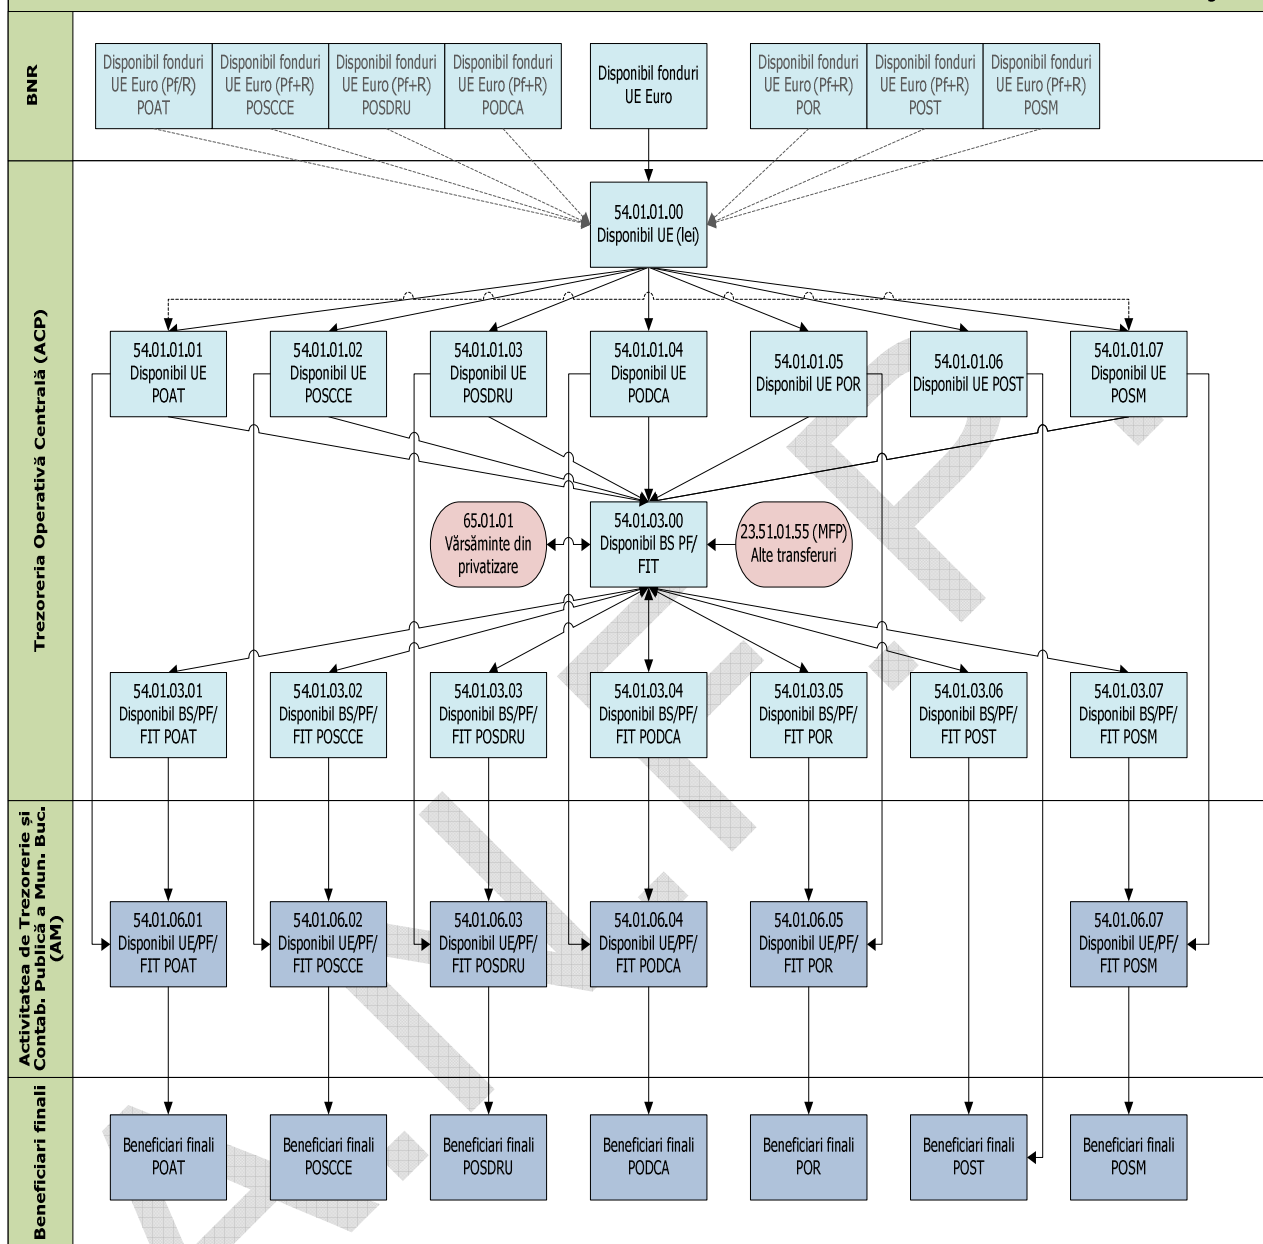 BNR
Disponibil fonduri
UE Euro (Pf/R)
POAT
Disponibil fonduri
UE Euro (Pf+R)
POSCCE
Disponibil fonduri
UE Euro (Pf+R)
POSDRU
Disponibil fonduri
UE Euro (Pf+R)
PODCA
Disponibil fonduri
UE Euro
Disponibil fonduri
UE Euro (Pf+R)
POR
Disponibil fonduri
UE Euro (Pf+R)
POST
Disponibil fonduri
UE Euro (Pf+R)
POSM
Trezoreria Operativă Centrală (ACP)
54.01.01.00
Disponibil UE (lei)
54.01.01.01
Disponibil UE
POAT
54.01.01.02
Disponibil UE
POSCCE
54.01.01.03
Disponibil UE
POSDRU
54.01.01.04
Disponibil UE
PODCA
54.01.01.05
Disponibil UE POR
54.01.01.06
Disponibil UE POST
54.01.01.07
Disponibil UE
POSM
65.01.01
Vărsăminte din
privatizare
54.01.03.00
Disponibil BS PF/
FIT
23.51.01.55 (MFP)
Alte transferuri
54.01.03.01
Disponibil BS/PF/
FIT POAT
54.01.03.02
Disponibil BS/PF/
FIT POSCCE
54.01.03.03
Disponibil BS/PF/
FIT POSDRU
54.01.03.04
Disponibil BS/PF/
FIT PODCA
54.01.03.05
Disponibil BS/PF/
FIT POR
54.01.03.06
Disponibil BS/PF/
FIT POST
54.01.03.07
Disponibil BS/PF/
FIT POSM
Activitatea de Trezorerie și
Contab. Publică a Mun. Buc.
(AM)
54.01.06.01
Disponibil UE/PF/
FIT POAT
54.01.06.02
Disponibil UE/PF/
FIT POSCCE
54.01.06.03
Disponibil UE/PF/
FIT POSDRU
54.01.06.04
Disponibil UE/PF/
FIT PODCA
54.01.06.05
Disponibil UE/PF/
FIT POR
54.01.06.07
Disponibil UE/PF/
FIT POSM
Beneficiari finali
Beneficiari finali
POAT
Beneficiari finali
POSCCE
Beneficiari finali
POSDRU
Beneficiari finali
PODCA
Beneficiari finali
POR
Beneficiari finali
POST
Beneficiari finali
POSM